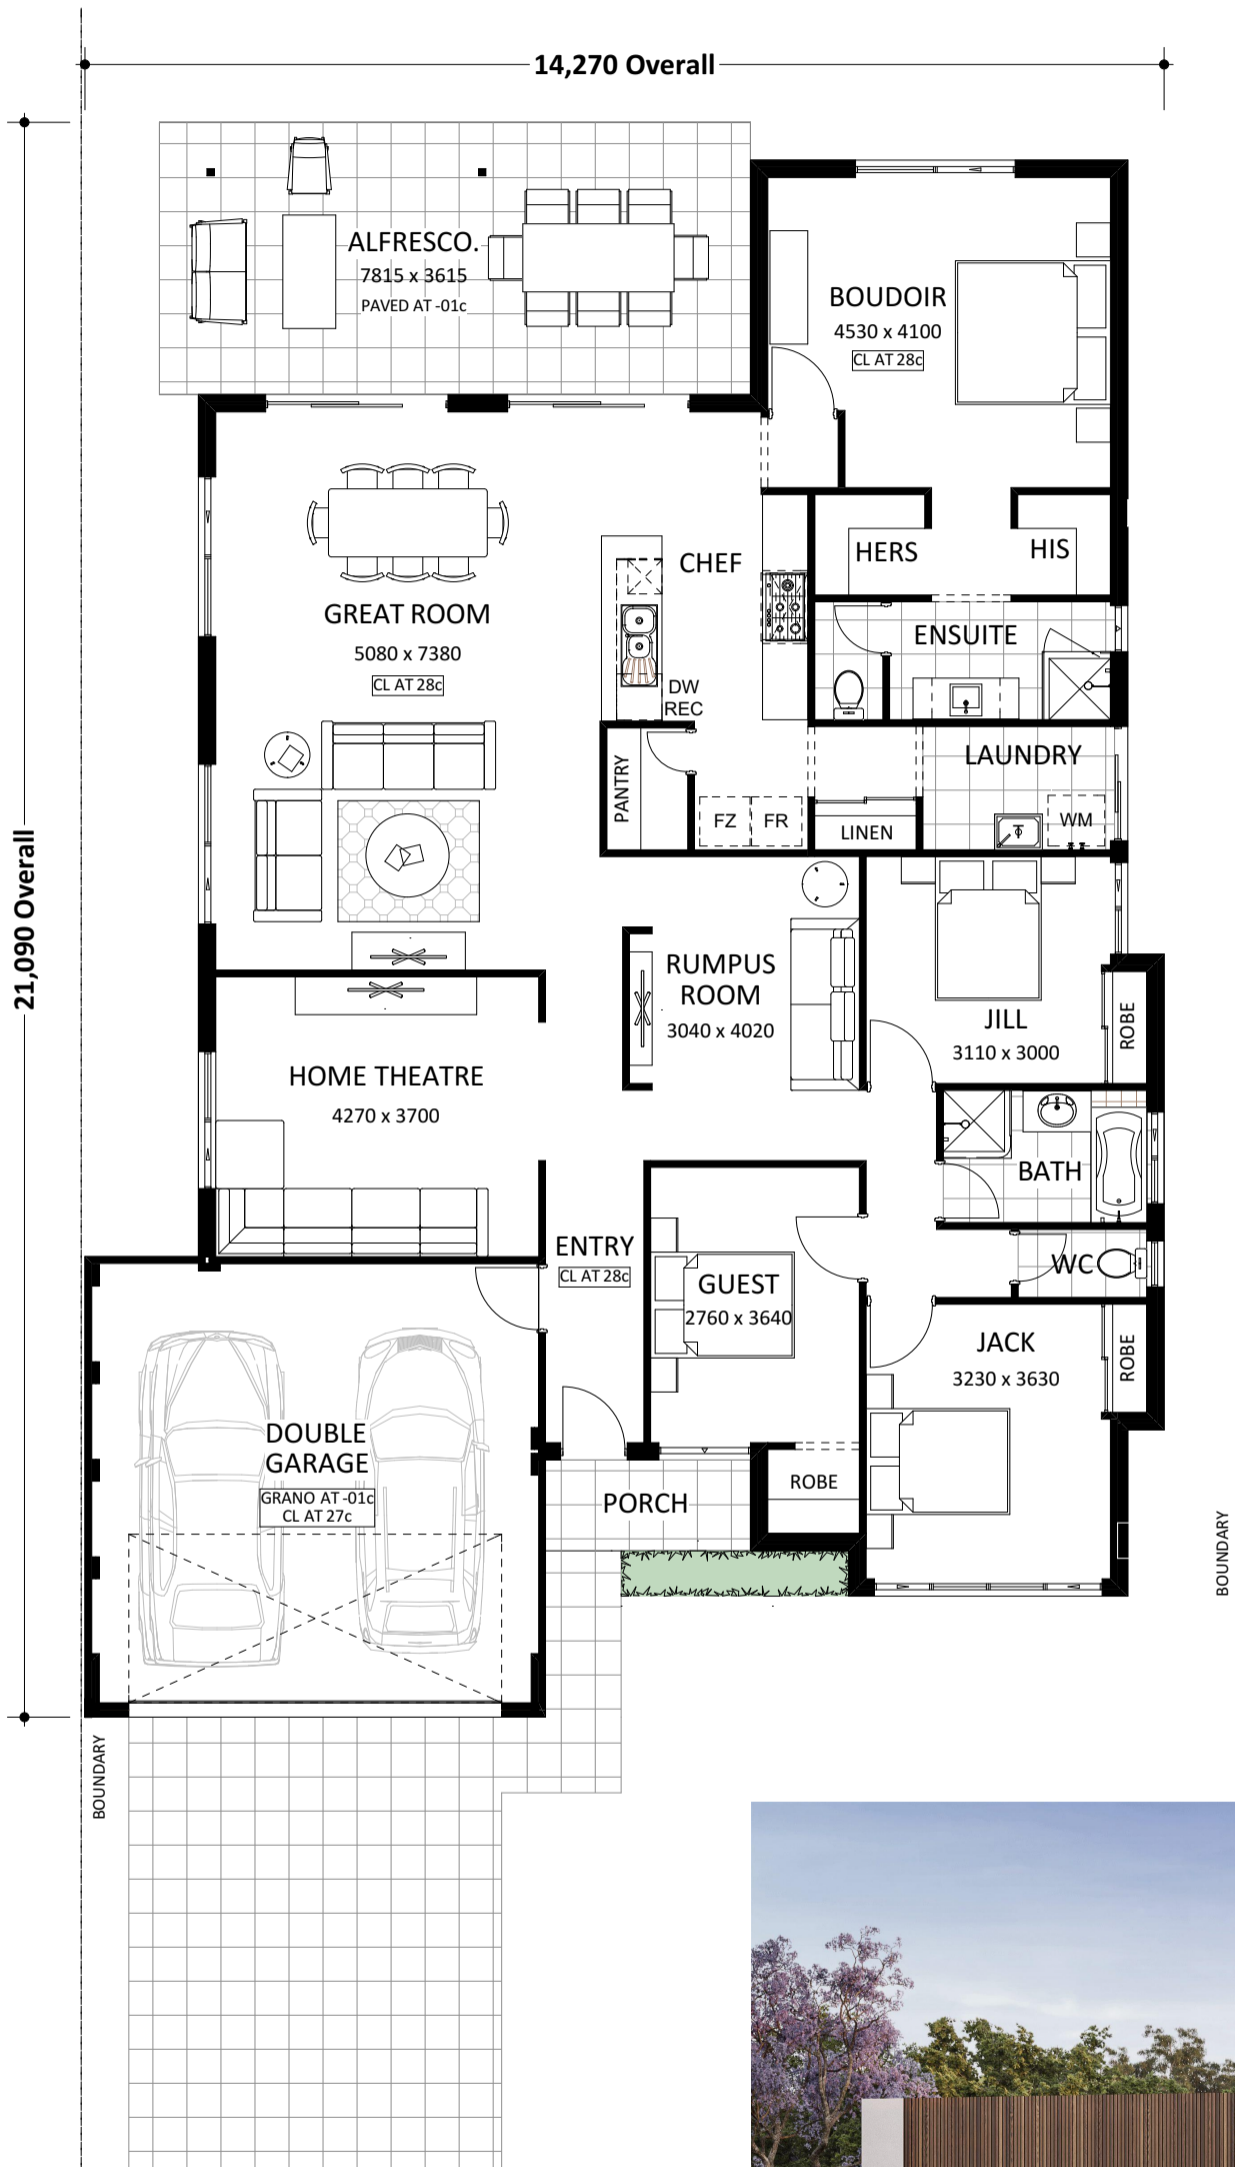 14,270 Overall
21,090 Overall
ALFRESCO.
7815 x 3615
PAVED AT -01c
BOUDOIR
4530 x 4100
CL AT 28c
HERS
HIS
CHEF
GREAT ROOM
5080 x 7380
CL AT 28c
ENSUITE
DW
REC
PANTRY
FZ
FR
LINEN
LAUNDRY
WM
RUMPUS
ROOM
3040 x 4020
JILL
3110 x 3000
ROBE
HOME THEATRE
4270 x 3700
BATH
ENTRY
CL AT 28c
WC
GUEST
2760 x 3640
JACK
3230 x 3630
ROBE
DOUBLE
GARAGE
GRANO AT -01c
CL AT 27c
PORCH
ROBE
BOUNDARY
BOUNDARY